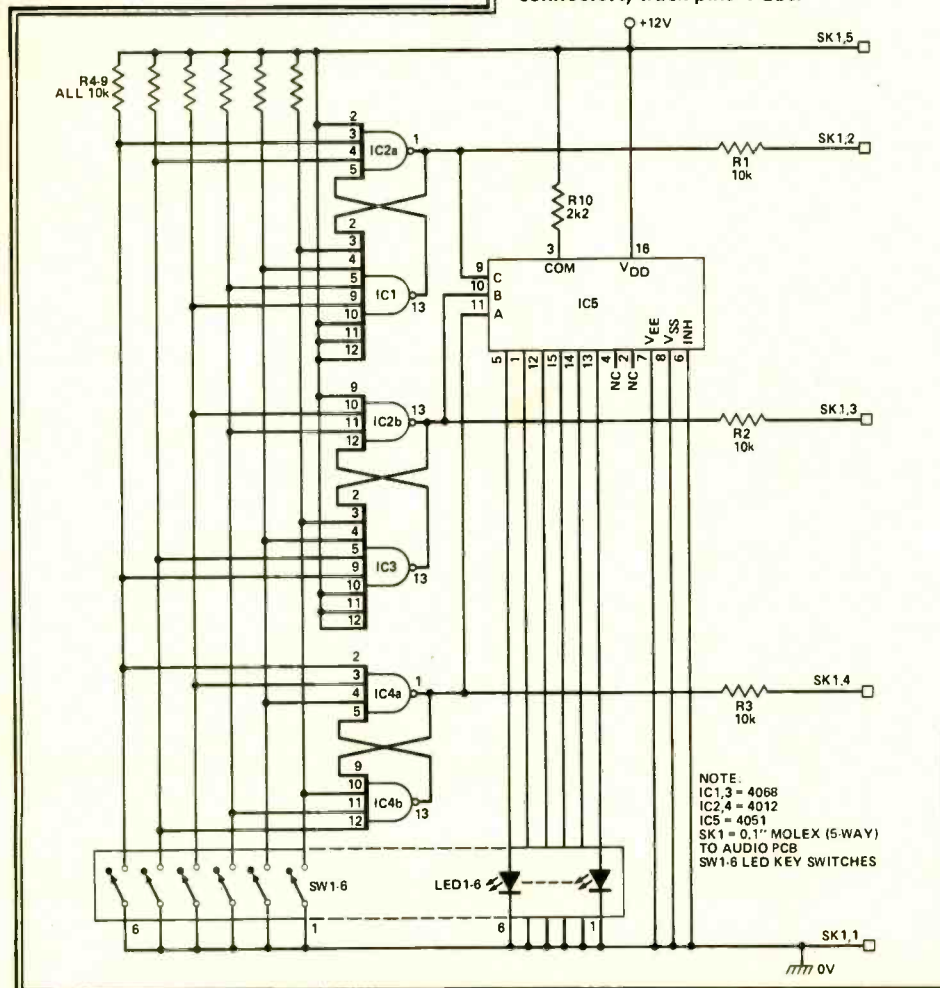 +12V
SK1,5
R4-9
ALL 10k
2
3
4
5
IC2a
1
R1
10k
SK1,2
R10
2k2
2
3
4
5
9
10
11
12
IC1
13
3
COM
16
VDD
9
10
11
C
B
A
IC5
VEE
VSS
INH
5
1
12
15
14
13
4
NC
2
NC
7
8
6
9
10
11
12
IC2b
13
R2
10k
SK1,3
2
3
4
5
9
10
11
12
IC3
13
2
3
4
5
IC4a
1
R3
10k
SK1,4
9
10
11
12
IC4b
13
NOTE.
IC1,3 = 4068
IC2,4 = 4012
IC5 = 4051
SK1 = 0.1" MOLEX (5-WAY)
TO AUDIO PCB
SW1-6 LED KEY SWITCHES
SW1-6
LED1-6
6
1
6
1
SK1,1
0V